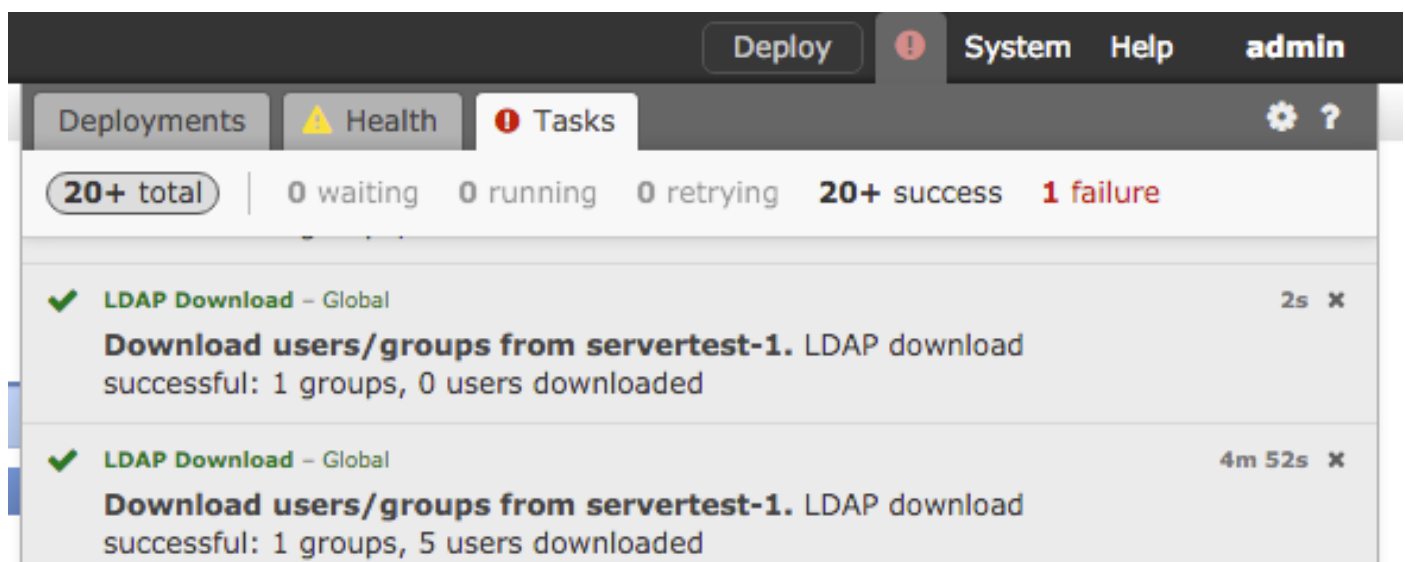 Deploy System Help admin
Deployments Health Tasks ?
20+ total 0 waiting 0 running 0 retrying 20+ success 1 failure
LDAP Download – Global 2s
Download users/groups from servertest-1. LDAP download
successful: 1 groups, 0 users downloaded
LDAP Download – Global 4m 52s
Download users/groups from servertest-1. LDAP download
successful: 1 groups, 5 users downloaded